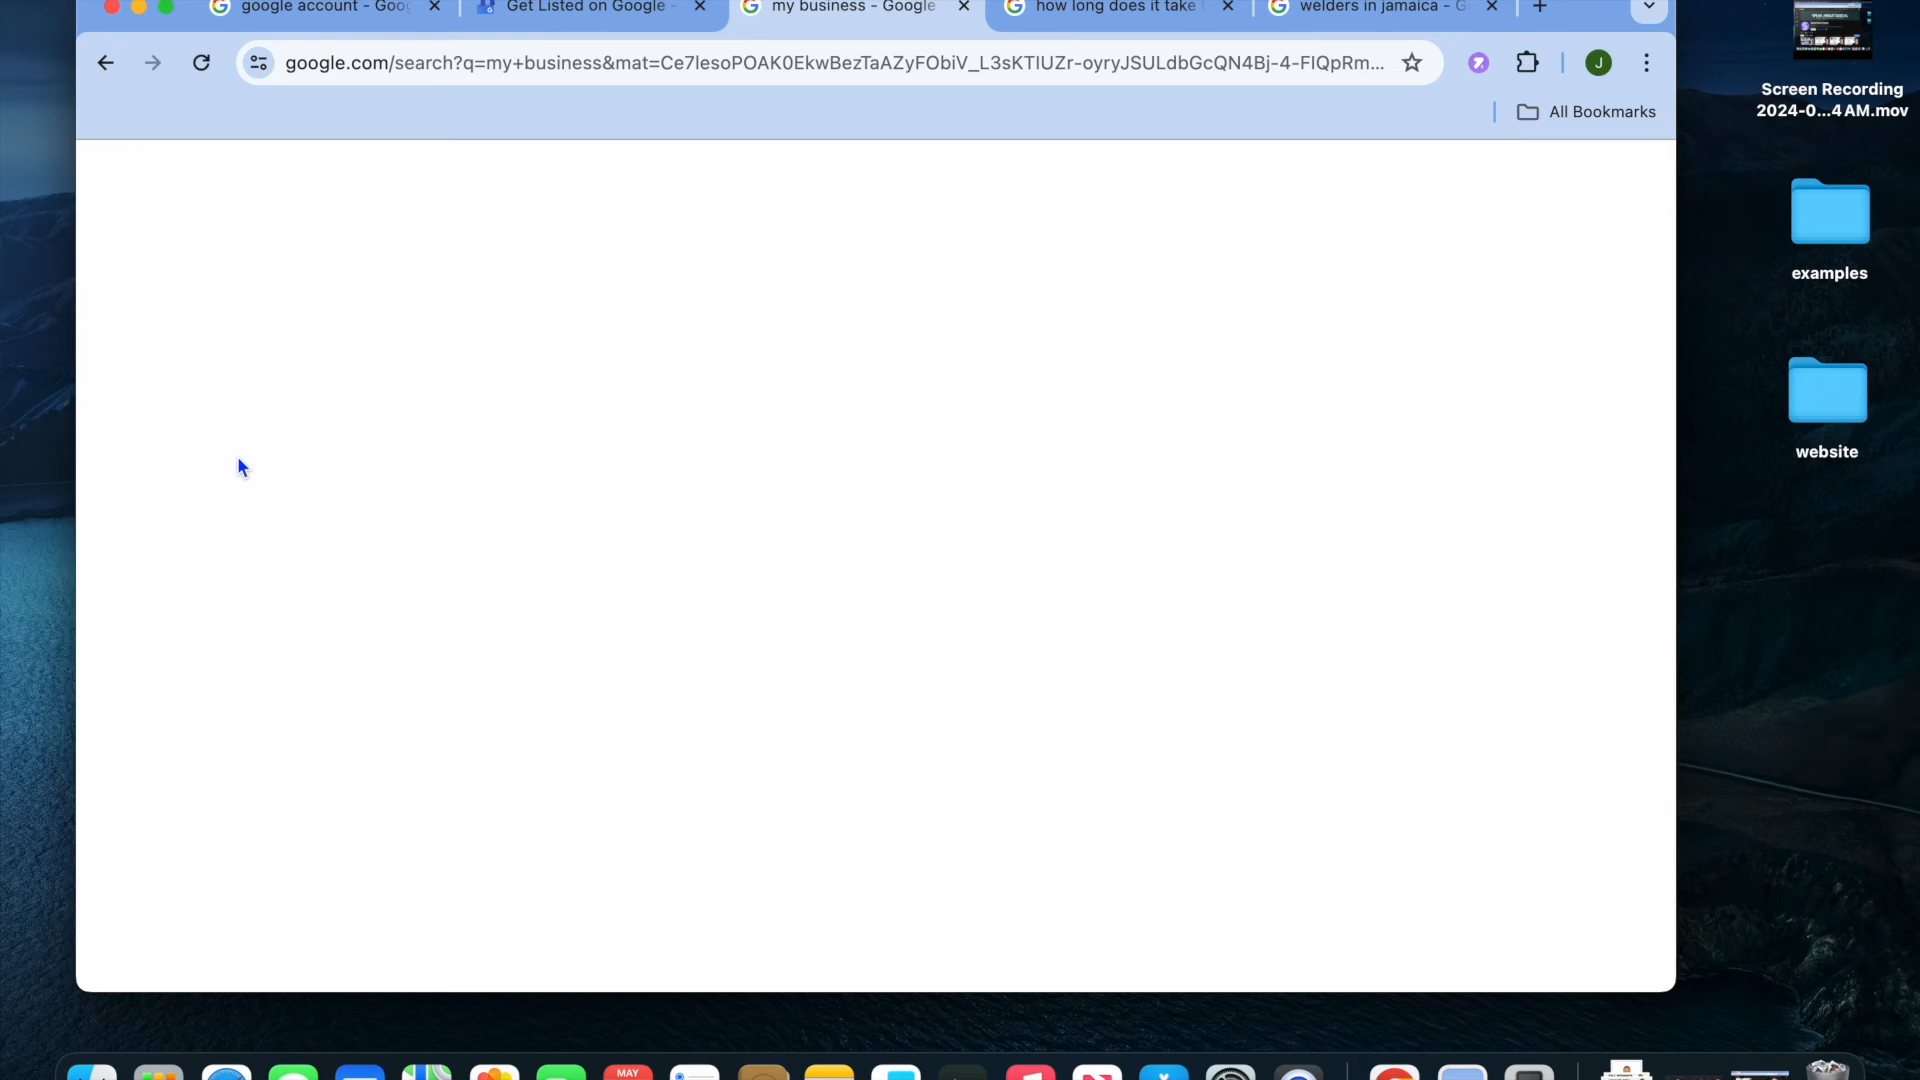 google account - Goog
Get Listed on Google -
my business - Google
how long does it take
welders in jamaica - G
google.com/search?q=my+business&mat=Ce7lesoPOAK0EkwBezTaAZyFObiV_L3sKTIUZr-oyryJSULdbGcQN4Bj-4-FIQpRm...
J
All Bookmarks
Screen Recording
2024-0...4 AM.mov
examples
website
MAY